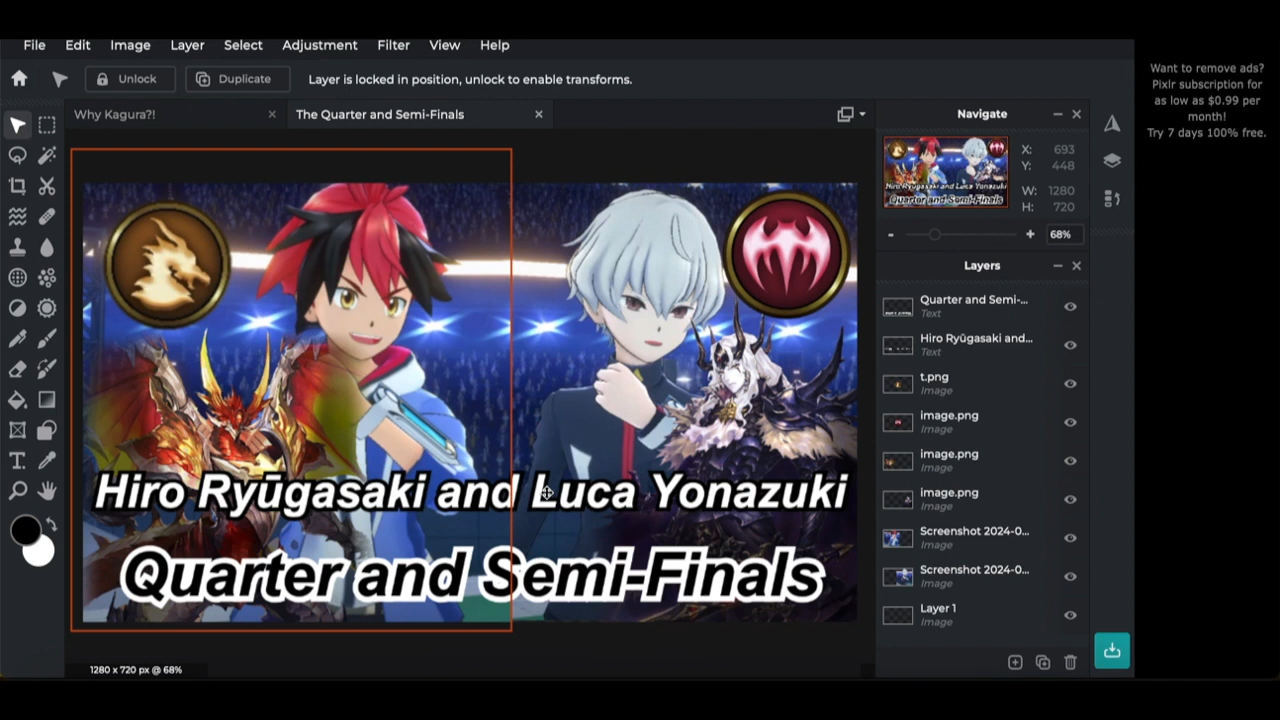 File Edit Image Layer Select Adjustment Filter View Help
Unlock Duplicate Layer is locked in position, unlock to enable transforms.
Want to remove ads?
Pixlr subscription for
as low as $0.99 per
month!
Try 7 days 100% free.
Why Kagura?! The Quarter and Semi-Finals
Navigate
X: 693
Y: 448
W: 1280
H: 720
- + 68%
Hiro Ryūgasaki and Luca Yonazuki
Quarter and Semi-Finals
Layers
Quarter and Semi-...
Text
Hiro Ryūgasaki and...
Text
t.png
Image
image.png
Image
image.png
Image
image.png
Image
Screenshot 2024-0...
Image
Screenshot 2024-0...
Image
Layer 1
Image
1280 x 720 px @ 68%